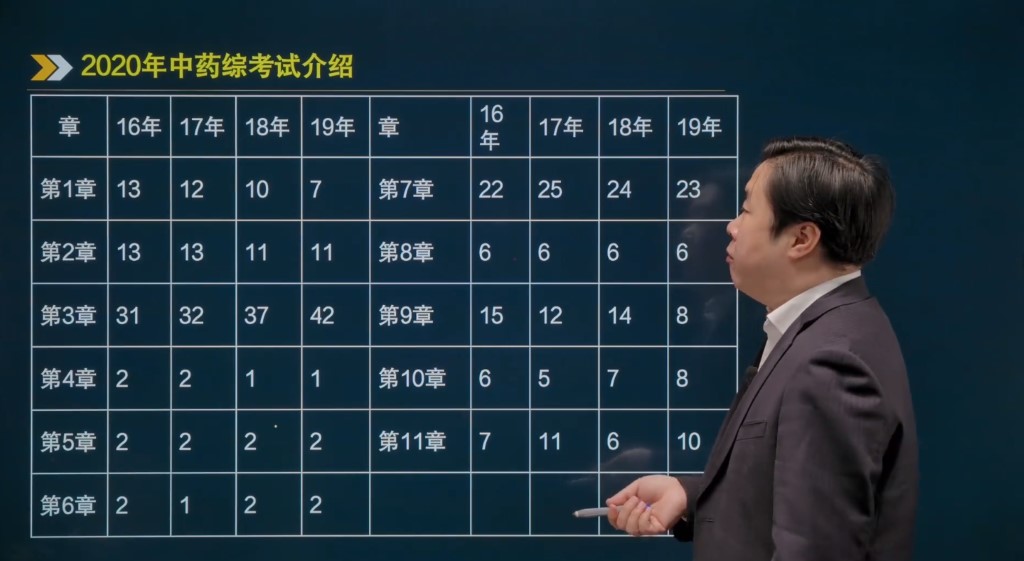 2020年中药综考试介绍
章 16年 17年 18年 19年 章 16年 17年 18年 19年
第1章 13 12 10 7 第7章 22 25 24 23
第2章 13 13 11 11 第8章 6 6 6 6
第3章 31 32 37 42 第9章 15 12 14 8
第4章 2 2 1 1 第10章 6 5 7 8
第5章 2 2 2 2 第11章 7 11 6 10
第6章 2 1 2 2